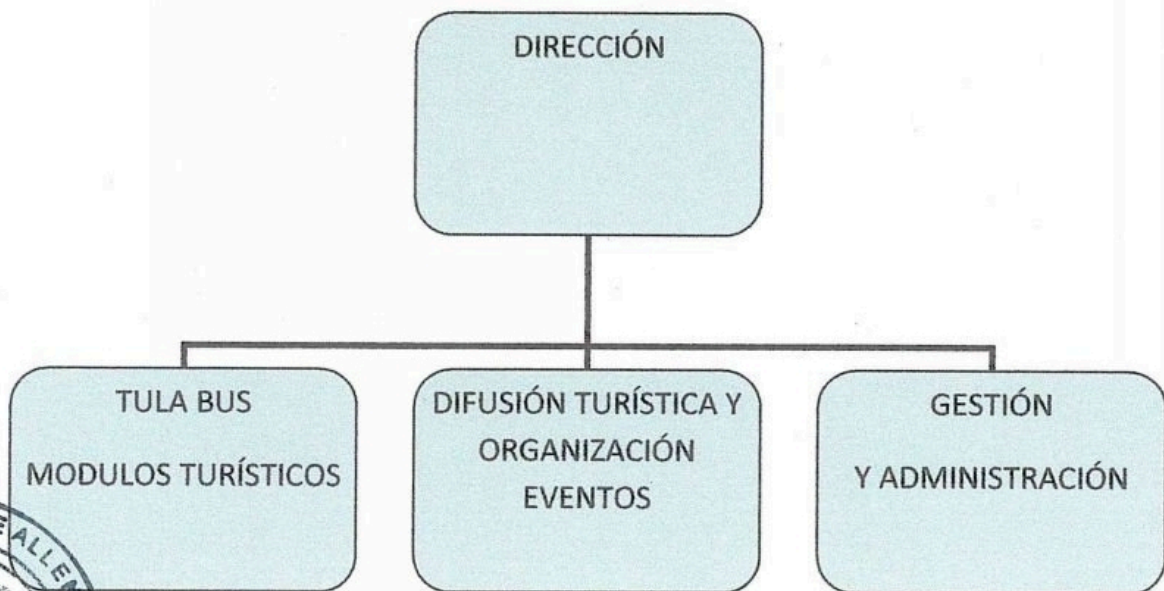 DIRECCIÓN
TULA BUS
MODULOS TURÍSTICOS
DIFUSIÓN TURÍSTICA Y
ORGANIZACIÓN
EVENTOS
GESTIÓN
Y ADMINISTRACIÓN